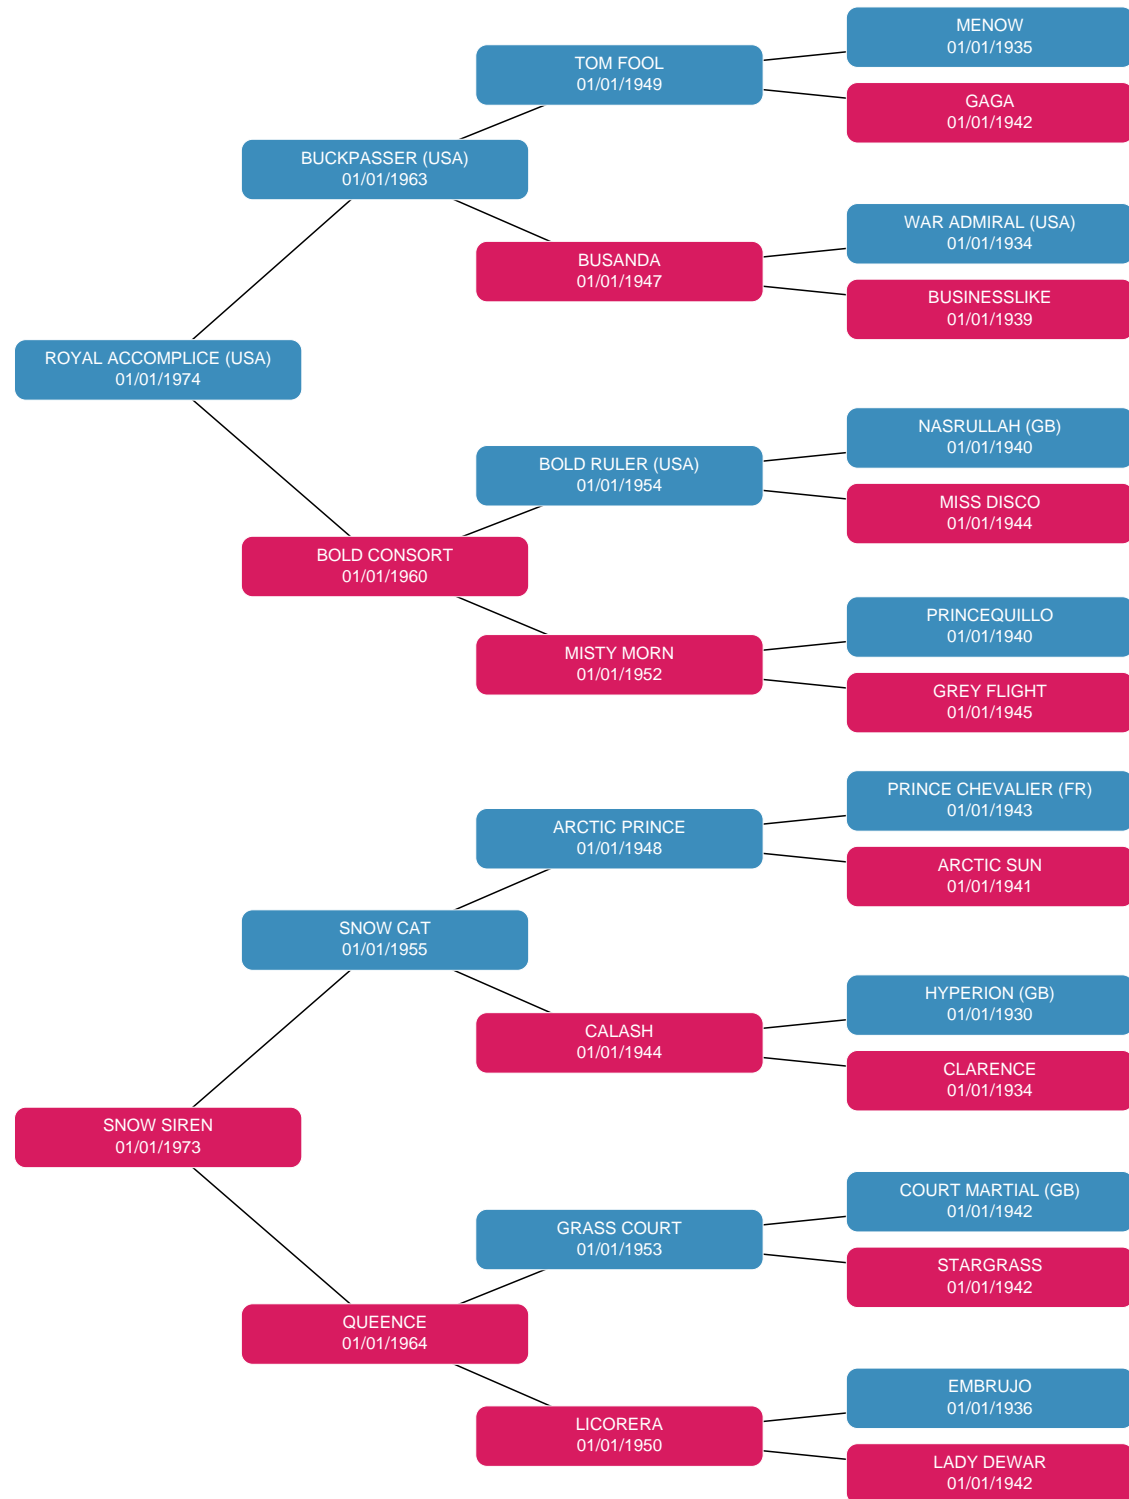 MENOW
01/01/1935
TOM FOOL
01/01/1949
GAGA
01/01/1942
BUCKPASSER (USA)
01/01/1963
WAR ADMIRAL (USA)
01/01/1934
BUSANDA
01/01/1947
BUSINESSLIKE
01/01/1939
ROYAL ACCOMPLICE (USA)
01/01/1974
NASRULLAH (GB)
01/01/1940
BOLD RULER (USA)
01/01/1954
MISS DISCO
01/01/1944
BOLD CONSORT
01/01/1960
PRINCEQUILLO
01/01/1940
MISTY MORN
01/01/1952
GREY FLIGHT
01/01/1945
PRINCE CHEVALIER (FR)
01/01/1943
ARCTIC PRINCE
01/01/1948
ARCTIC SUN
01/01/1941
SNOW CAT
01/01/1955
HYPERION (GB)
01/01/1930
CALASH
01/01/1944
CLARENCE
01/01/1934
SNOW SIREN
01/01/1973
COURT MARTIAL (GB)
01/01/1942
GRASS COURT
01/01/1953
STARGRASS
01/01/1942
QUEENCE
01/01/1964
EMBRUJO
01/01/1936
LICORERA
01/01/1950
LADY DEWAR
01/01/1942